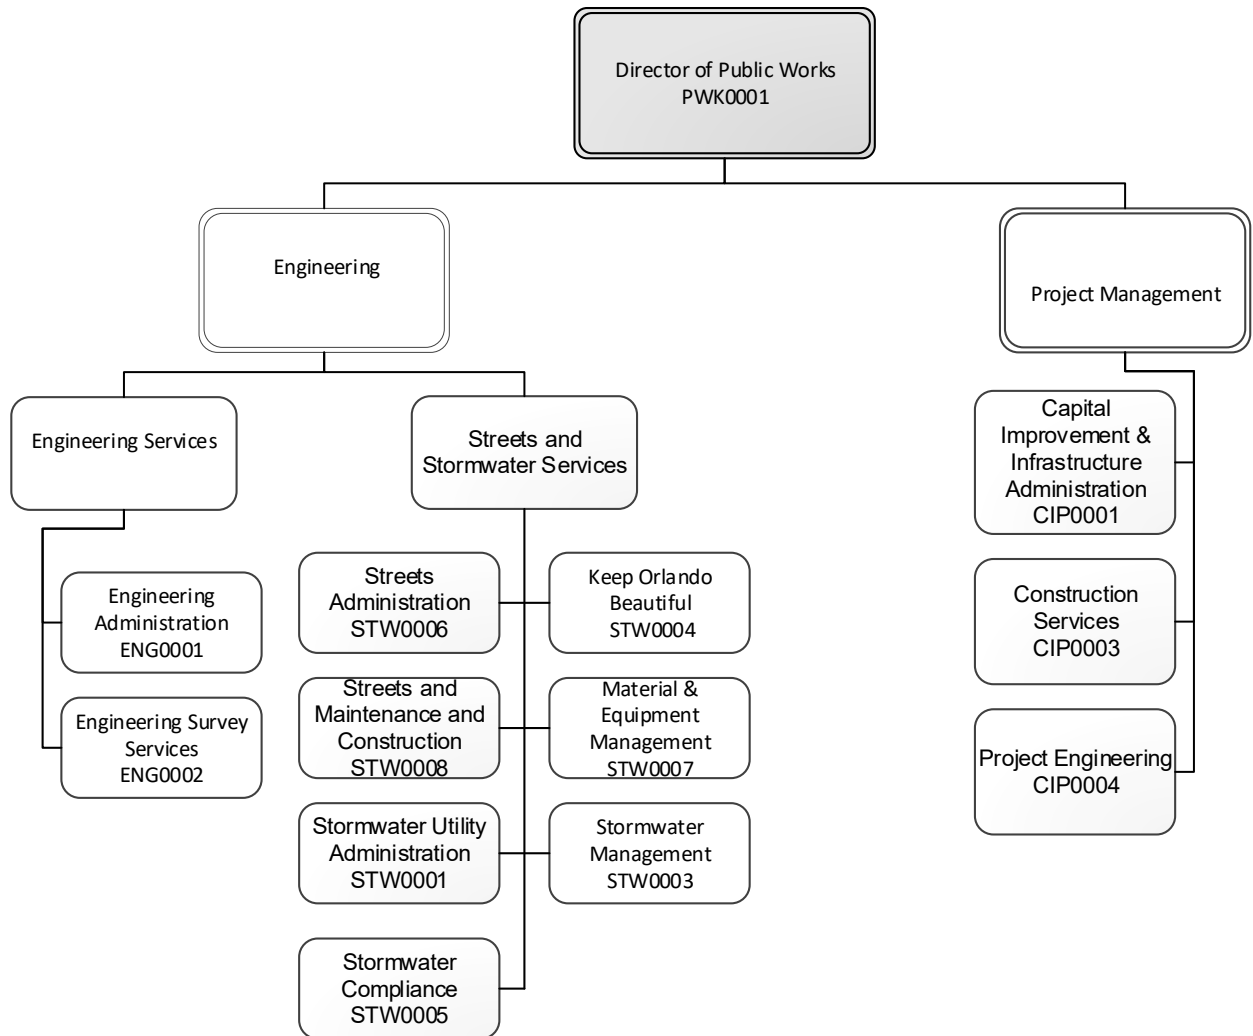 Director of Public Works
PWK0001
Engineering
Project Management
Engineering Services
Streets and
Stormwater Services
Capital
Improvement &
Infrastructure
Administration
CIP0001
Streets
Administration
STW0006
Keep Orlando
Beautiful
STW0004
Construction
Services
CIP0003
Engineering
Administration
ENG0001
Streets and
Maintenance and
Construction
STW0008
Material &
Equipment
Management
STW0007
Engineering Survey
Services
ENG0002
Project Engineering
CIP0004
Stormwater Utility
Administration
STW0001
Stormwater
Management
STW0003
Stormwater
Compliance
STW0005